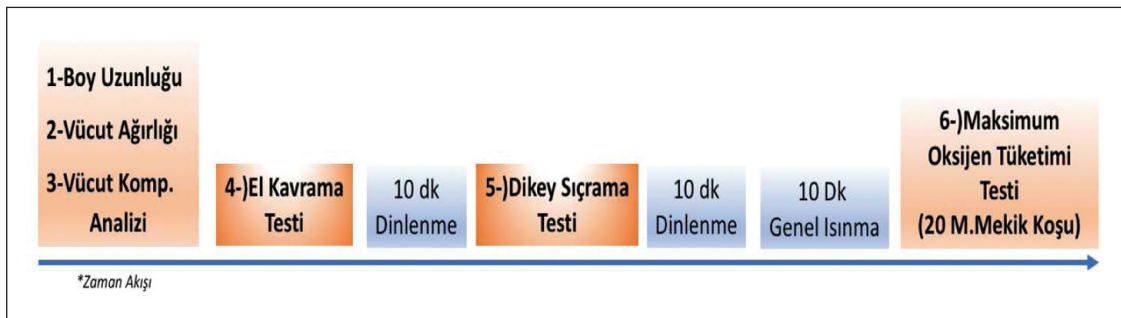 1-Boy Uzunluğu
2-Vücut Ağırlığı
3-Vücut Komp.
Analizi
4-)El Kavrama
Testi
10 dk
Dinlenme
5-)Dikey Sıçrama
Testi
10 dk
Dinlenme
10 Dk
Genel Isınma
6-)Maksimum
Oksijen Tüketimi
Testi
(20 M.Mekik Koşu)
*Zaman Akışı